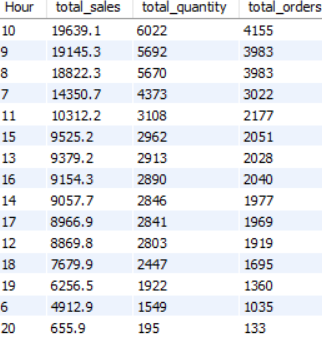 Hour total_sales total_quantity total_orders
10 19639.1 6022 4155
9 19145.3 5692 3983
8 18822.3 5670 3983
7 14350.7 4373 3022
11 10312.2 3108 2177
15 9525.2 2962 2051
13 9379.2 2913 2028
16 9154.3 2890 2040
14 9057.7 2846 1977
17 8966.9 2841 1969
12 8869.8 2803 1919
18 7679.9 2447 1695
19 6256.5 1922 1360
6 4912.9 1549 1035
20 655.9 195 133